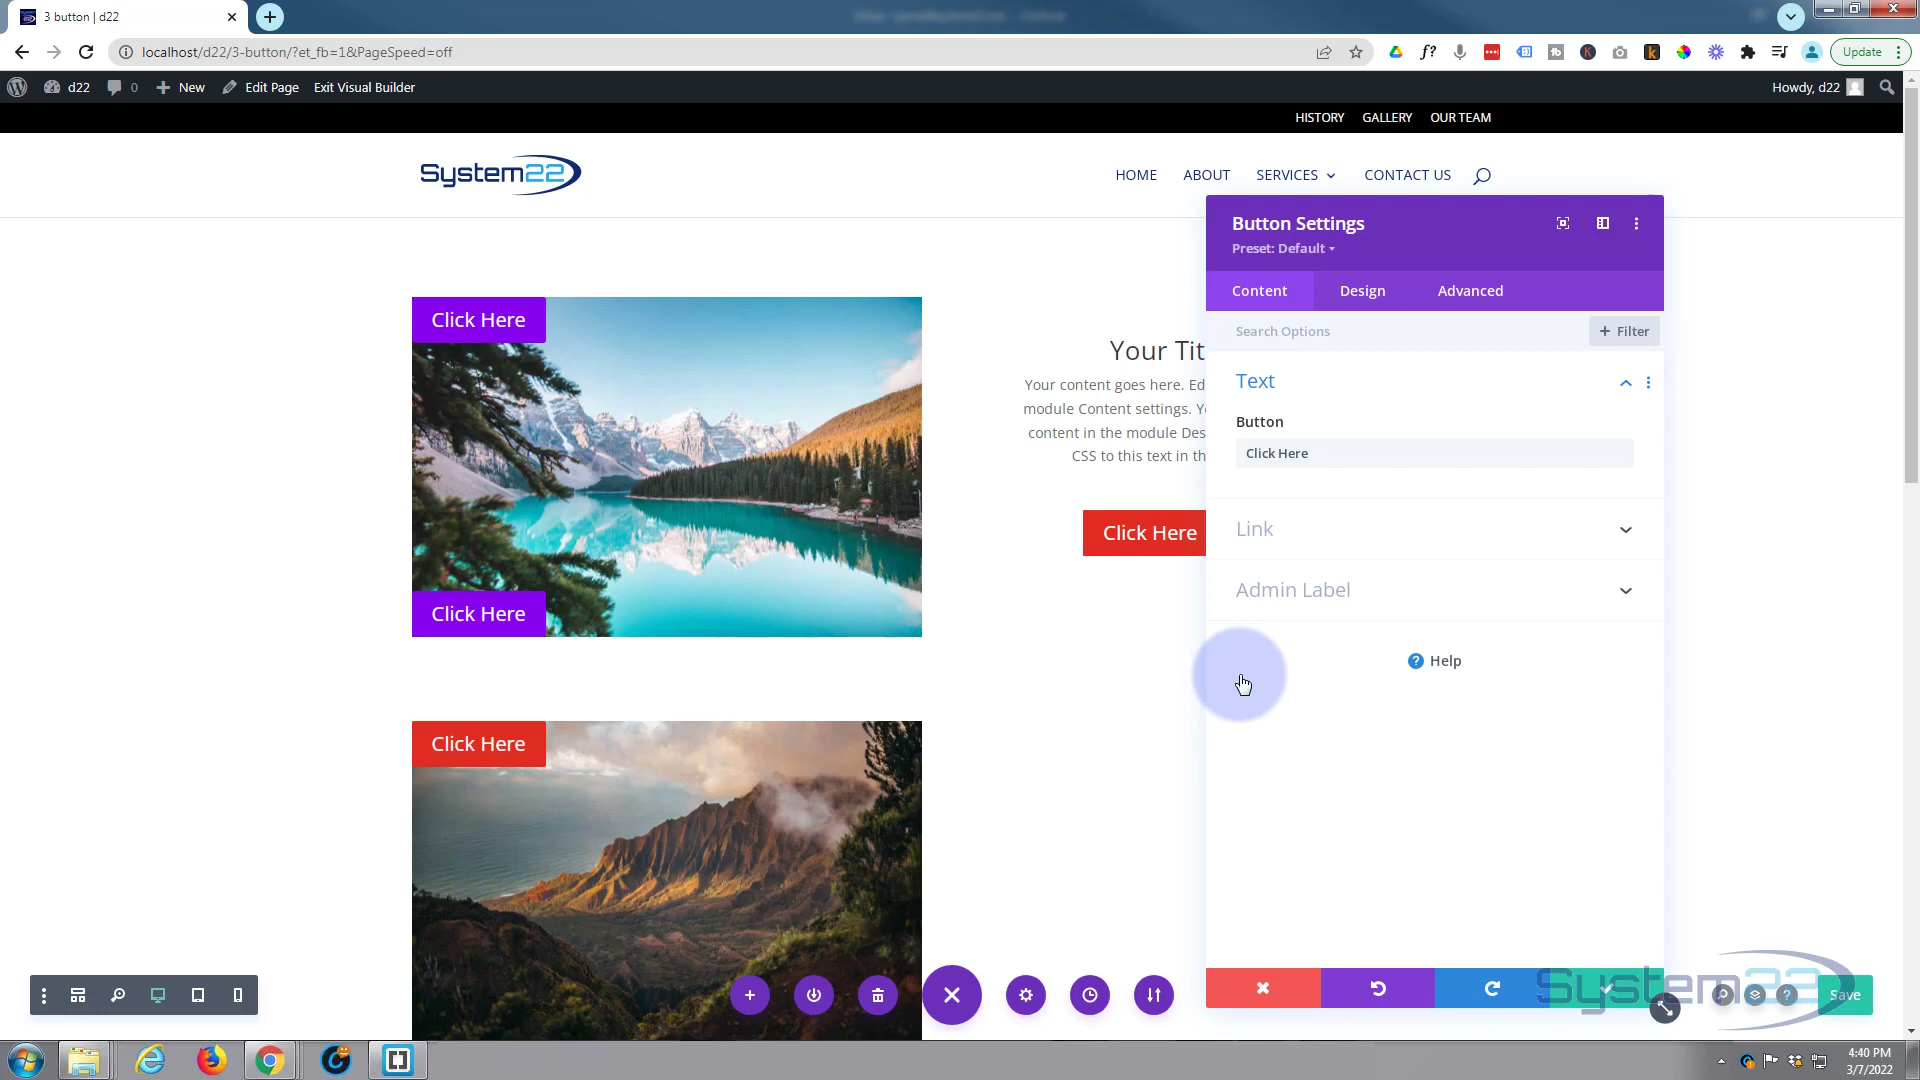 3 button | d22
localhost/d22/3-button/?et_fb=1&PageSpeed=off
Update
d22
0
New
Edit Page
Exit Visual Builder
Howdy, d22
HISTORY
GALLERY
OUR TEAM
System22
HOME
ABOUT
SERVICES
CONTACT US
Button Settings
Preset: Default
Content
Design
Advanced
Search Options
+ Filter
Click Here
Your Tit
Your content goes here. Ed
module Content settings. Y
content in the module Des
CSS to this text in th
Click Here
Text
Button
Click Here
Link
Admin Label
Help
Click Here
Click Here
System22
Save
4:40 PM
3/7/2022